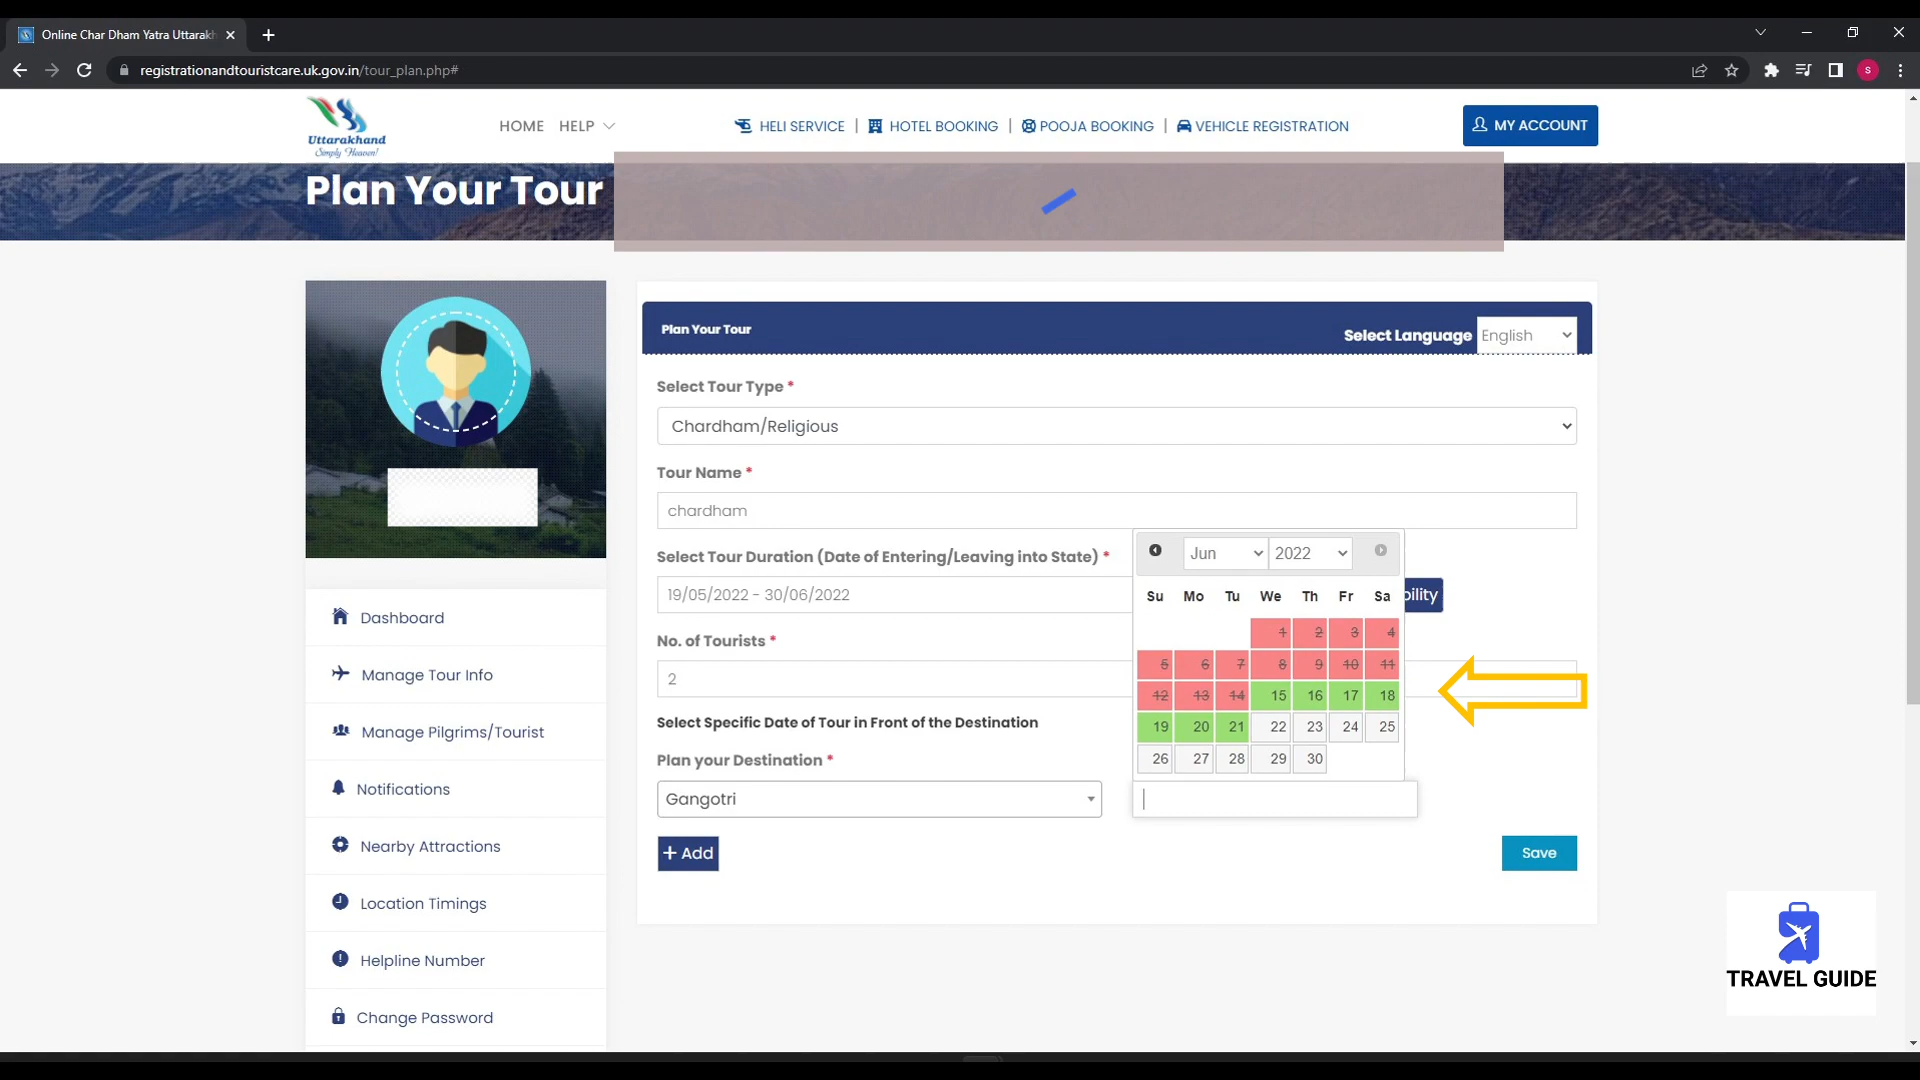 Online Char Dham Yatra Uttarakh
registrationandtouristcare.uk.gov.in/tour_plan.php#
S
Uttarakhand
Simply Heaven!
HOME HELP
HELI SERVICE | HOTEL BOOKING | POOJA BOOKING | VEHICLE REGISTRATION
MY ACCOUNT
Plan Your Tour
Plan Your Tour
Select Language English
Select Tour Type *
Chardham/Religious
Tour Name *
chardham
Select Tour Duration (Date of Entering/Leaving into State) *
19/05/2022 - 30/06/2022
bility
No. of Tourists *
2
Select Specific Date of Tour in Front of the Destination
Plan your Destination *
Gangotri
+ Add
Save
Jun 2022
Su Mo Tu We Th Fr Sa
1 2 3 4
5 6 7 8 9 10 11
12 13 14 15 16 17 18
19 20 21 22 23 24 25
26 27 28 29 30
Dashboard
Manage Tour Info
Manage Pilgrims/Tourist
Notifications
Nearby Attractions
Location Timings
Helpline Number
Change Password
TRAVEL GUIDE